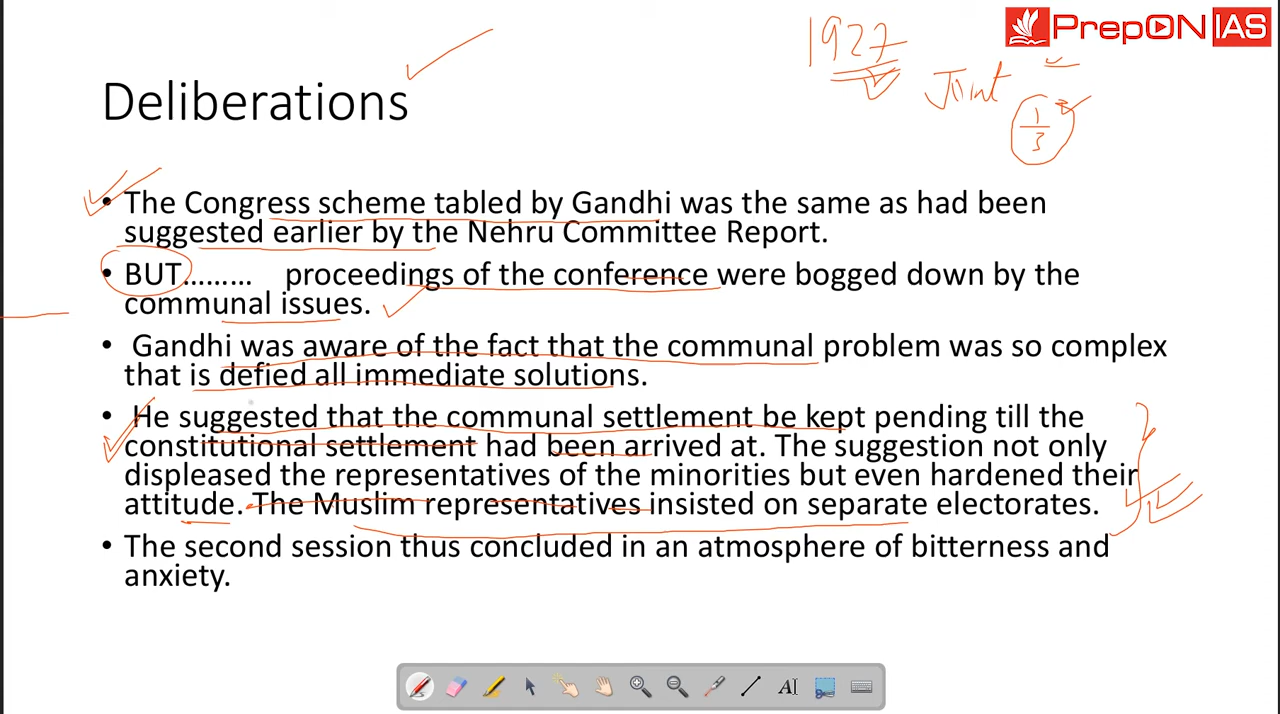 PrepON IAS
1927
Joint
1
3
Deliberations
• The Congress scheme tabled by Gandhi was the same as had been
suggested earlier by the Nehru Committee Report.
• BUT......... proceedings of the conference were bogged down by the
communal issues.
• Gandhi was aware of the fact that the communal problem was so complex
that is defied all immediate solutions.
• He suggested that the communal settlement be kept pending till the
constitutional settlement had been arrived at. The suggestion not only
displeased the representatives of the minorities but even hardened their
attitude. The Muslim representatives insisted on separate electorates.
• The second session thus concluded in an atmosphere of bitterness and
anxiety.
AI